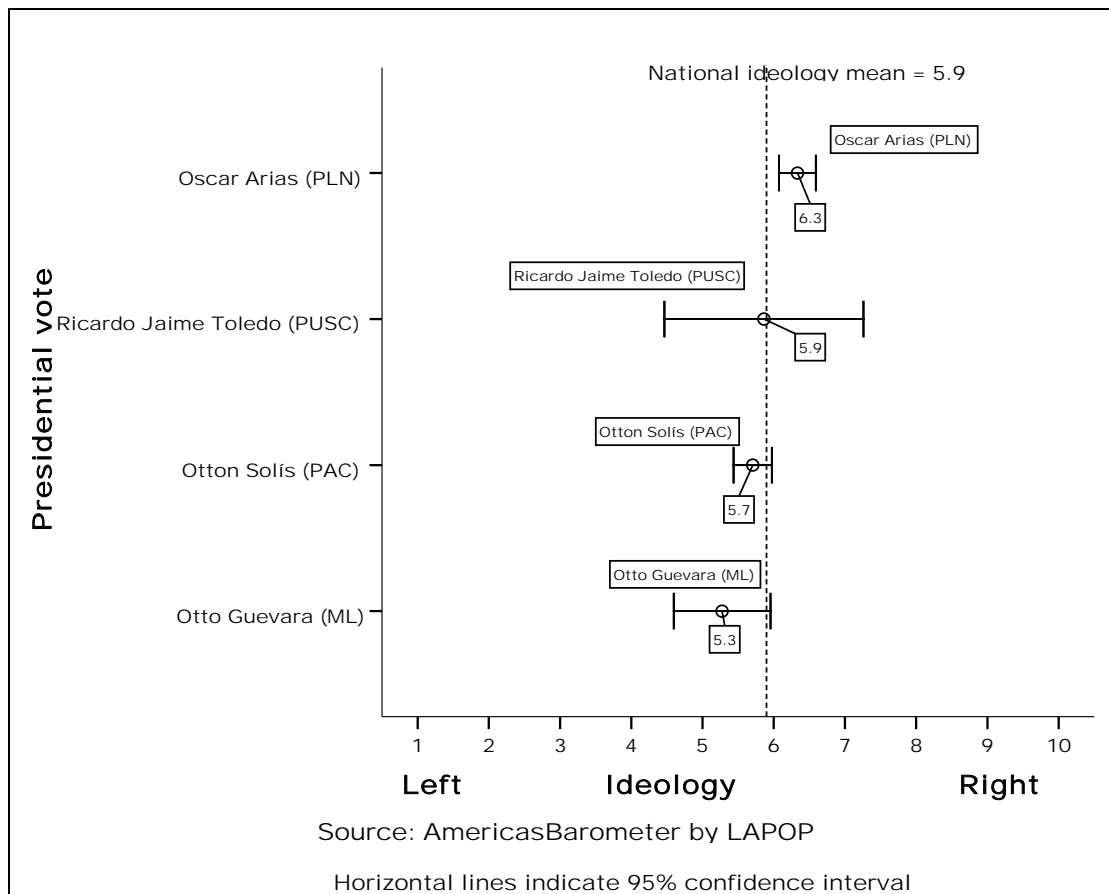 National ideology mean = 5.9
Oscar Arias (PLN)
Oscar Arias (PLN)
6.3
Ricardo Jaime Toledo (PUSC)
Ricardo Jaime Toledo (PUSC)
5.9
Otton Solís (PAC)
Otton Solís (PAC)
5.7
Otto Guevara (ML)
Otto Guevara (ML)
5.3
Presidential vote
1 2 3 4 5 6 7 8 9 10
Left Ideology Right
Source: AmericasBarometer by LAPOP
Horizontal lines indicate 95% confidence interval